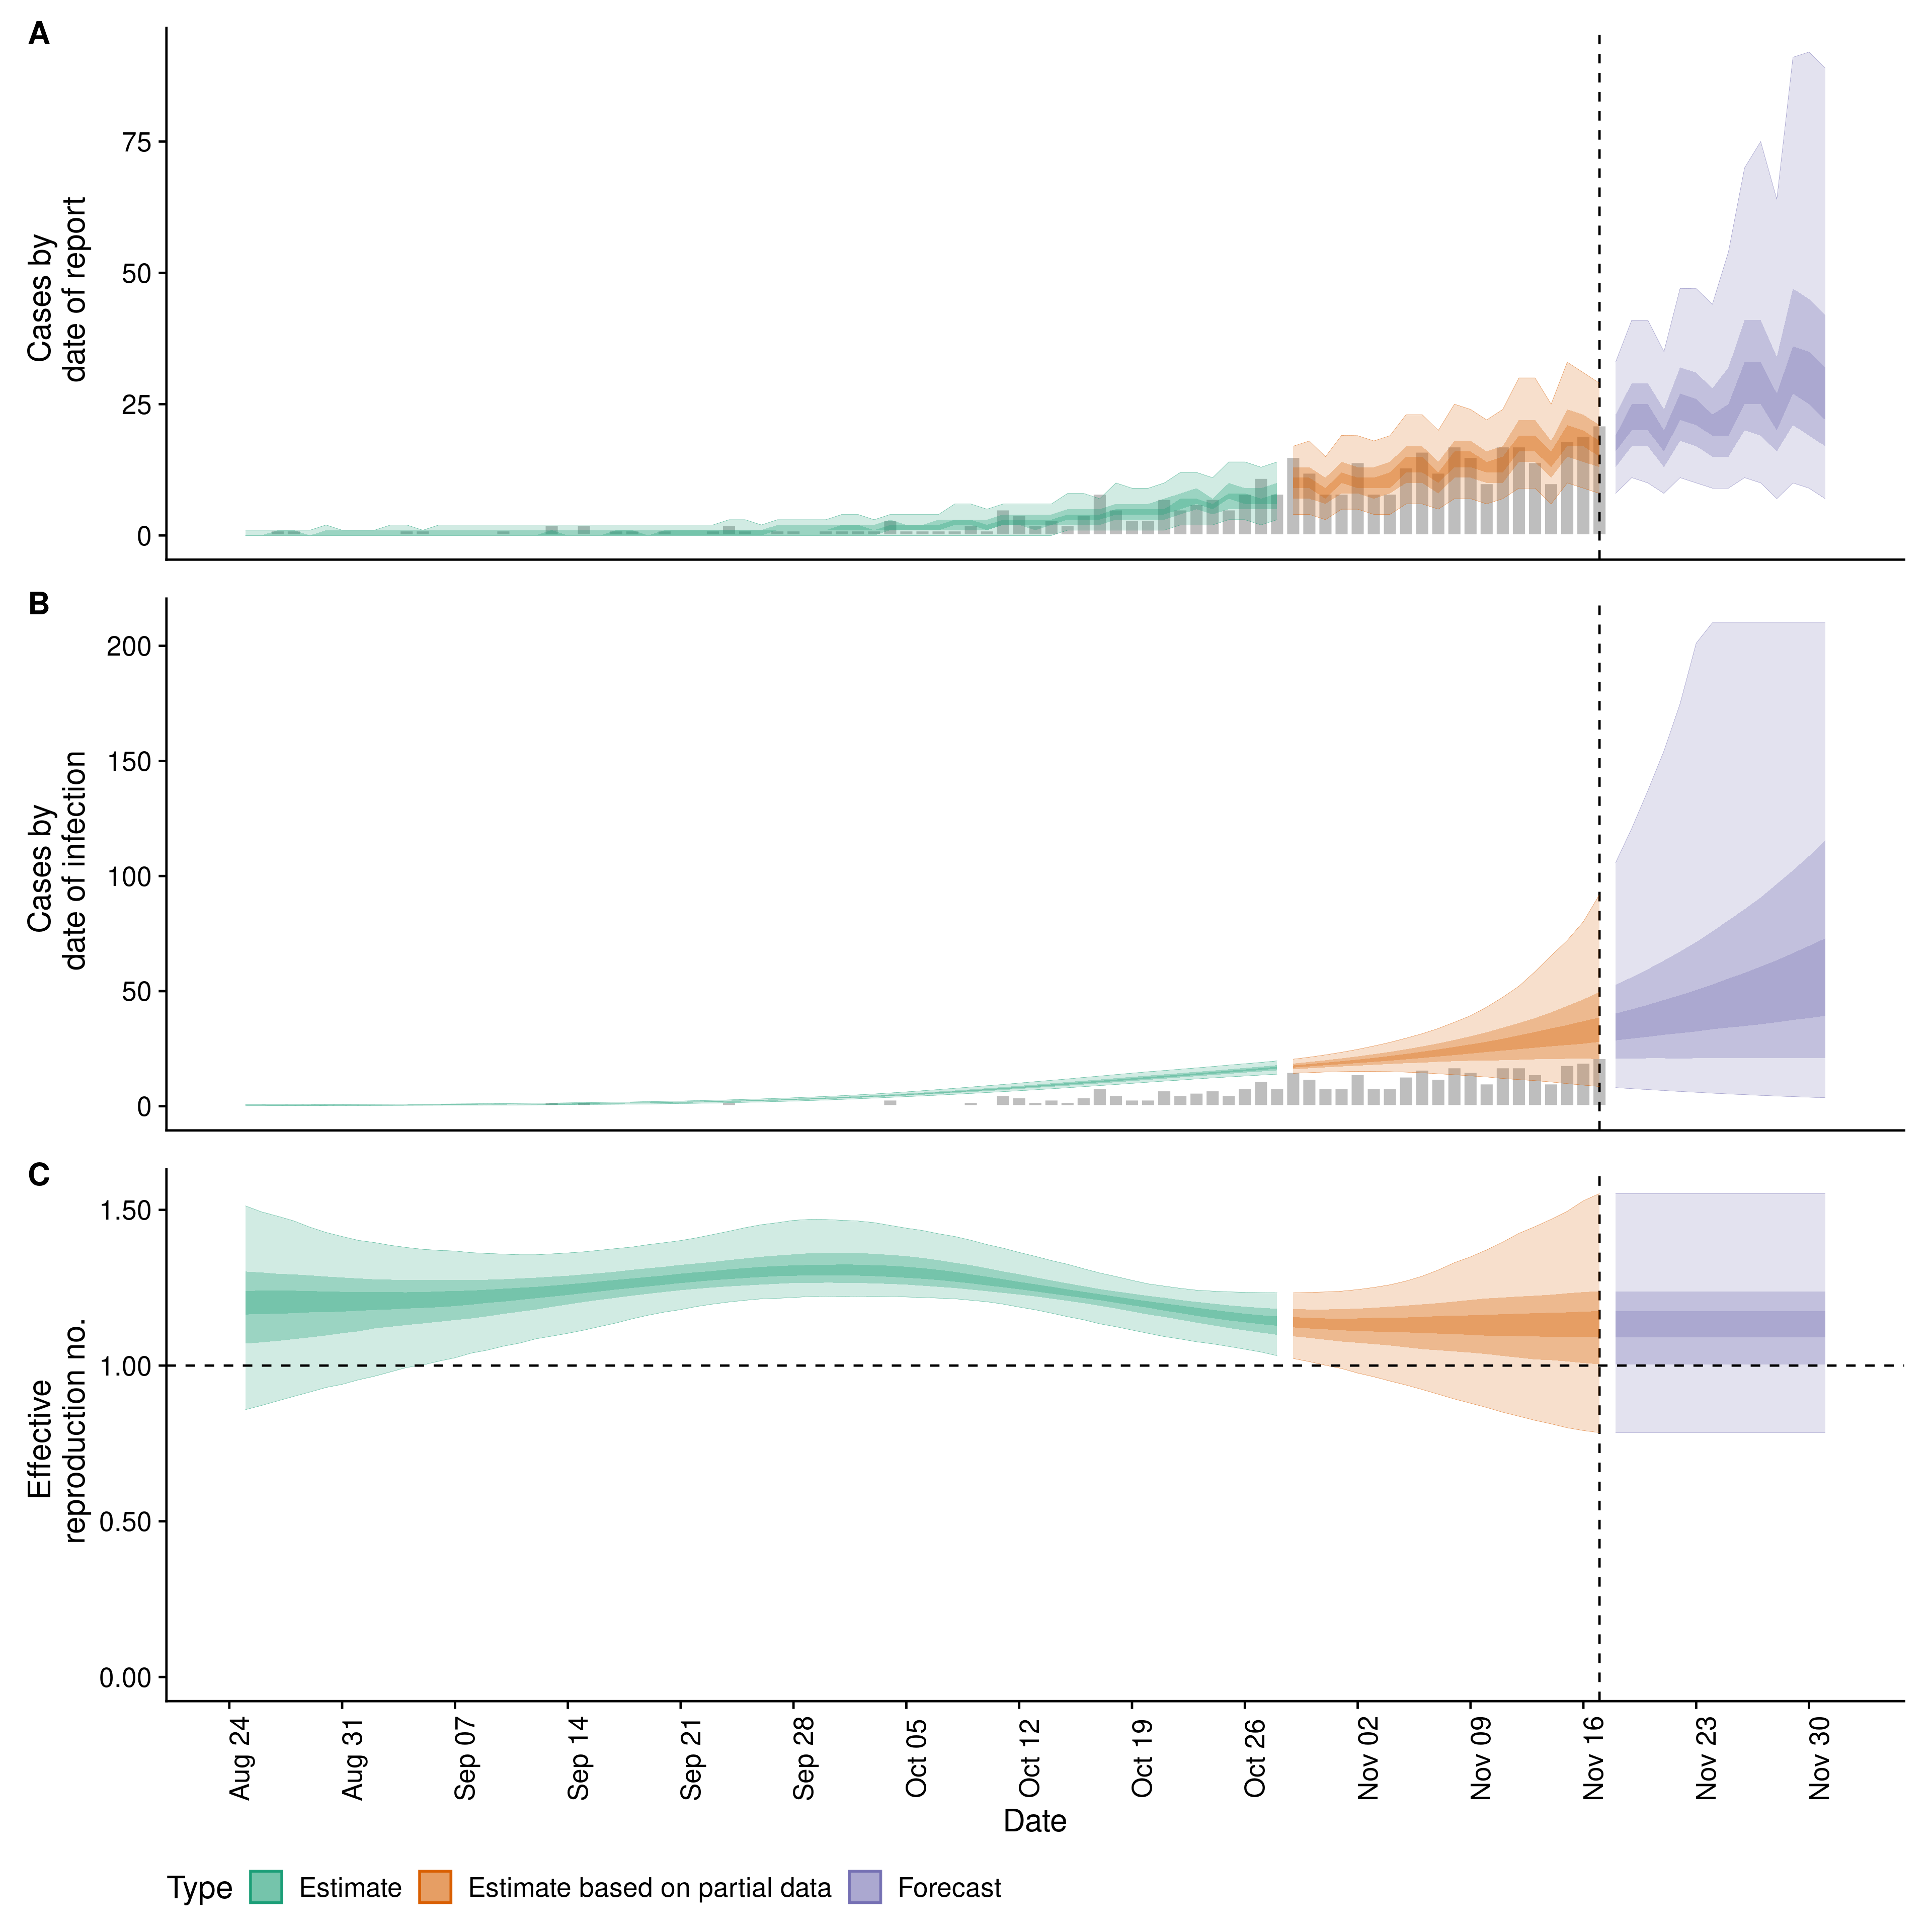 A
75
50
25
0
Cases by
date of report
B
200
150
100
50
0
Cases by
date of infection
C
1.50
1.00
0.50
0.00
Effective
reproduction no.
Aug 24
Aug 31
Sep 07
Sep 14
Sep 21
Sep 28
Oct 05
Oct 12
Oct 19
Oct 26
Nov 02
Nov 09
Nov 16
Nov 23
Nov 30
Date
Type Estimate Estimate based on partial data Forecast